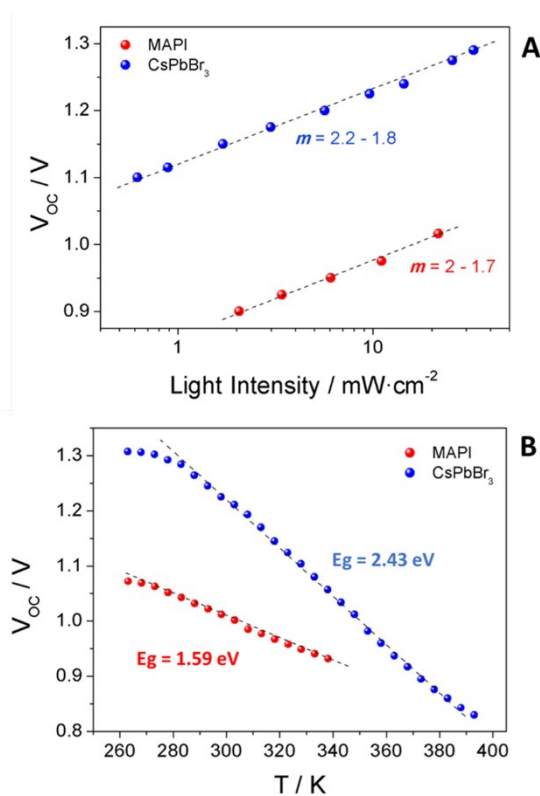 A
MAPI
CsPbBr₃
1.3
1.2
1.1
1.0
0.9
V_OC / V
m = 2.2 - 1.8
m = 2 - 1.7
1
10
Light Intensity / mW·cm⁻²
B
MAPI
CsPbBr₃
1.3
1.2
1.1
1.0
0.9
0.8
V_OC / V
Eg = 2.43 eV
Eg = 1.59 eV
260
280
300
320
340
360
380
400
T / K